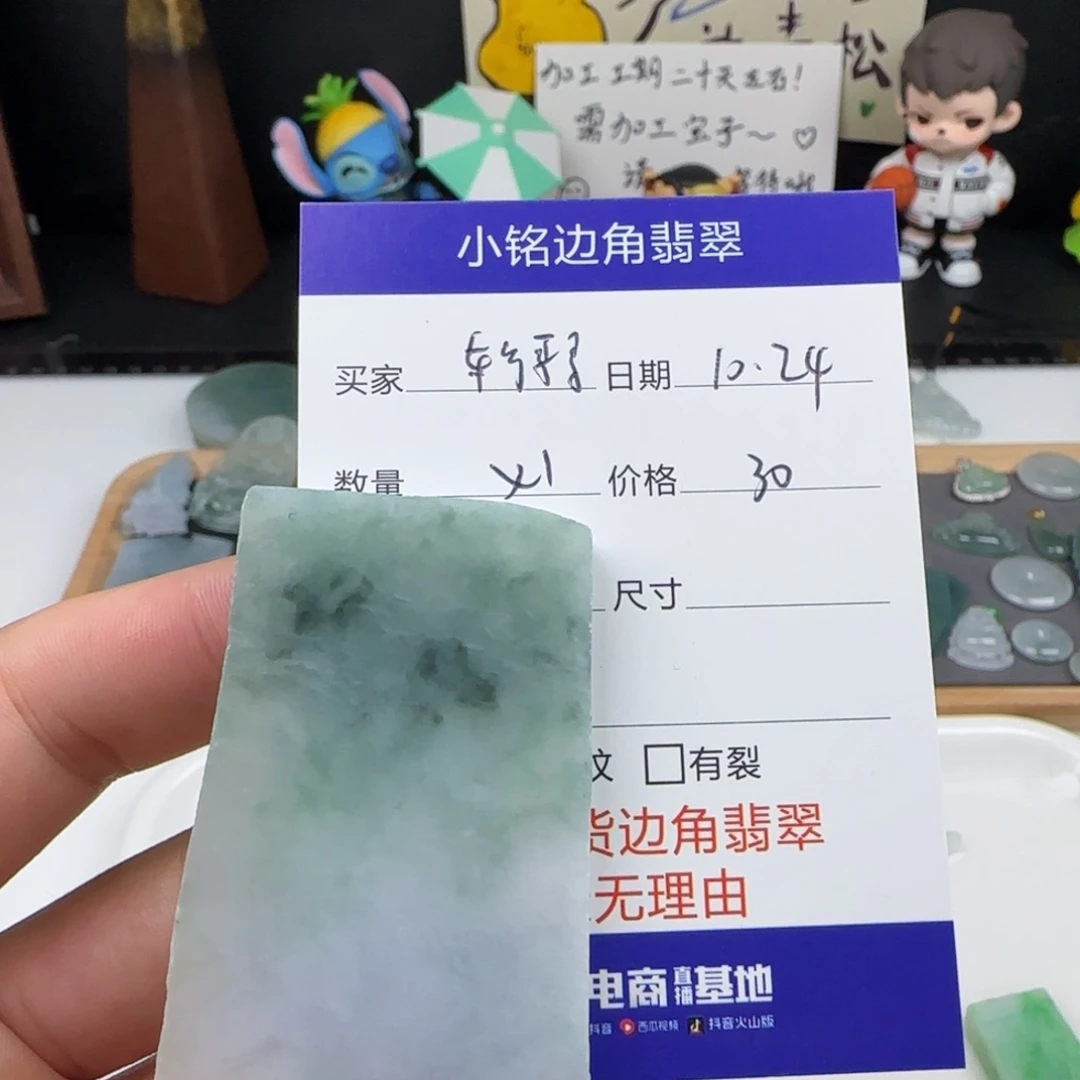 松
加工工期二十天左右！
需加工宝子～♡
请
小铭边角翡翠
买家 日期 10.24
数量 x1 价格 30
尺寸
纹 □有裂
货边角翡翠
无理由
电商直播基地
抖音 西瓜视频 抖音火山版